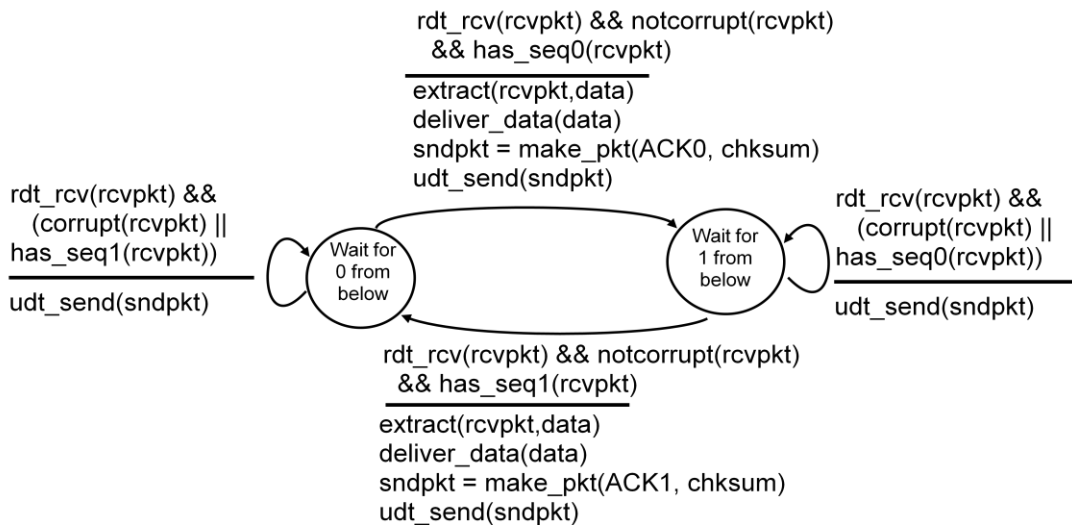 rdt_rcv(rcvpkt) && notcorrupt(rcvpkt)
&& has_seq0(rcvpkt)
extract(rcvpkt,data)
deliver_data(data)
sndpkt = make_pkt(ACK0, chksum)
udt_send(sndpkt)
rdt_rcv(rcvpkt) &&
(corrupt(rcvpkt) ||
has_seq1(rcvpkt))
udt_send(sndpkt)
Wait for
0 from
below
Wait for
1 from
below
rdt_rcv(rcvpkt) &&
(corrupt(rcvpkt) ||
has_seq0(rcvpkt))
udt_send(sndpkt)
rdt_rcv(rcvpkt) && notcorrupt(rcvpkt)
&& has_seq1(rcvpkt)
extract(rcvpkt,data)
deliver_data(data)
sndpkt = make_pkt(ACK1, chksum)
udt_send(sndpkt)